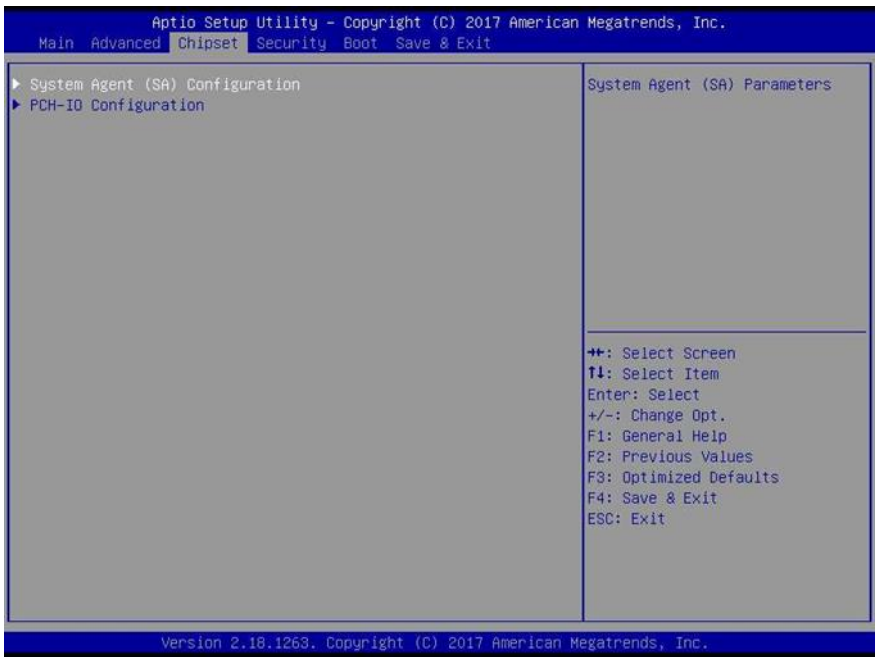 Aptio Setup Utility – Copyright (C) 2017 American Megatrends, Inc.
Main Advanced Chipset Security Boot Save & Exit
▶ System Agent (SA) Configuration
▶ PCH-IO Configuration
System Agent (SA) Parameters
→←: Select Screen
↑↓: Select Item
Enter: Select
+/-: Change Opt.
F1: General Help
F2: Previous Values
F3: Optimized Defaults
F4: Save & Exit
ESC: Exit
Version 2.18.1263. Copyright (C) 2017 American Megatrends, Inc.